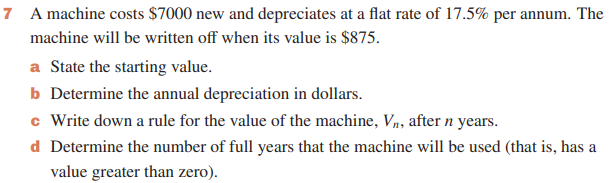 7 A machine costs $7000 new and depreciates at a flat rate of 17.5% per annum. The
machine will be written off when its value is $875.
a State the starting value.
b Determine the annual depreciation in dollars.
c Write down a rule for the value of the machine, Vₙ, after n years.
d Determine the number of full years that the machine will be used (that is, has a
value greater than zero).